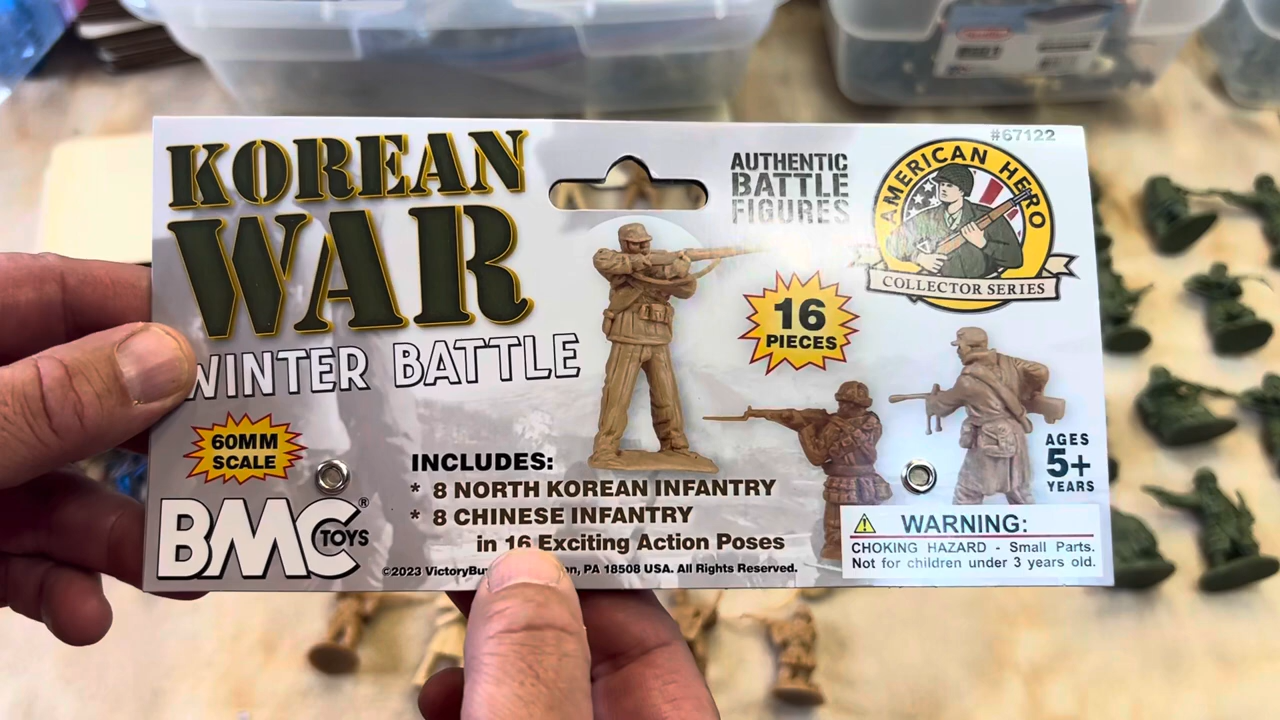 KOREAN
WAR
WINTER BATTLE
60MM
SCALE
BMC®
TOYS
AUTHENTIC
BATTLE
FIGURES
16
PIECES
#67122
AMERICAN HERO
COLLECTOR SERIES
INCLUDES:
* 8 NORTH KOREAN INFANTRY
* 8 CHINESE INFANTRY
in 16 Exciting Action Poses
©2023 VictoryBu n, PA 18508 USA. All Rights Reserved.
AGES
5+
YEARS
WARNING:
CHOKING HAZARD - Small Parts.
Not for children under 3 years old.